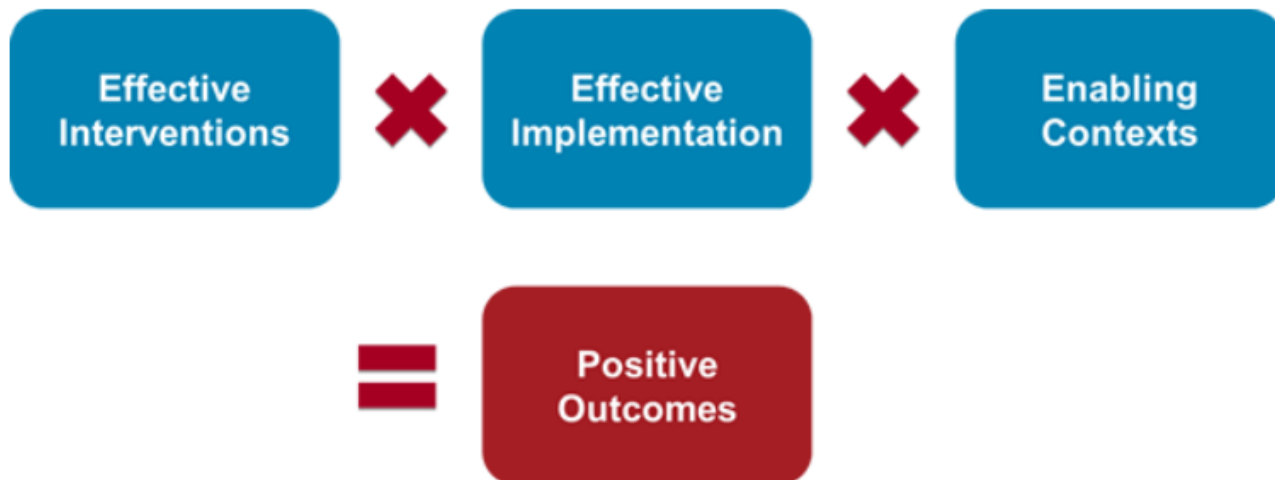 Effective
Interventions
Effective
Implementation
Enabling
Contexts
Positive
Outcomes